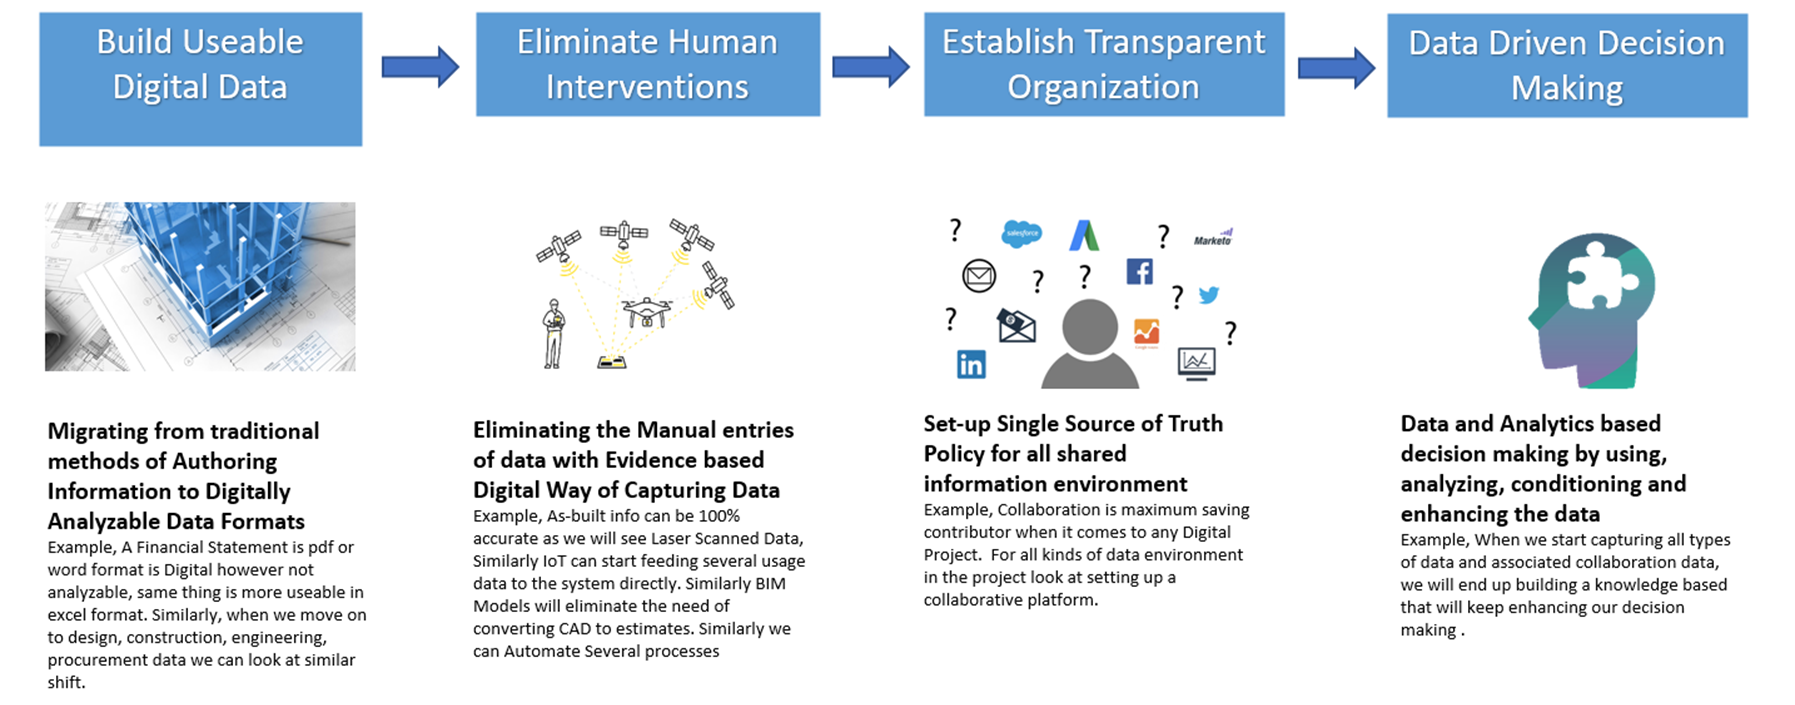 Build Useable
Digital Data
Eliminate Human
Interventions
Establish Transparent
Organization
Data Driven Decision
Making
?
salesforce
?
Marketo
?
?
?
?
?
in
Migrating from traditional
methods of Authoring
Information to Digitally
Analyzable Data Formats
Example, A Financial Statement is pdf or
word format is Digital however not
analyzable, same thing is more useable in
excel format. Similarly, when we move on
to design, construction, engineering,
procurement data we can look at similar
shift.
Eliminating the Manual entries
of data with Evidence based
Digital Way of Capturing Data
Example, As-built info can be 100%
accurate as we will see Laser Scanned Data,
Similarly IoT can start feeding several usage
data to the system directly. Similarly BIM
Models will eliminate the need of
converting CAD to estimates. Similarly we
can Automate Several processes
Set-up Single Source of Truth
Policy for all shared
information environment
Example, Collaboration is maximum saving
contributor when it comes to any Digital
Project.  For all kinds of data environment
in the project look at setting up a
collaborative platform.
Data and Analytics based
decision making by using,
analyzing, conditioning and
enhancing the data
Example, When we start capturing all types
of data and associated collaboration data,
we will end up building a knowledge based
that will keep enhancing our decision
making .